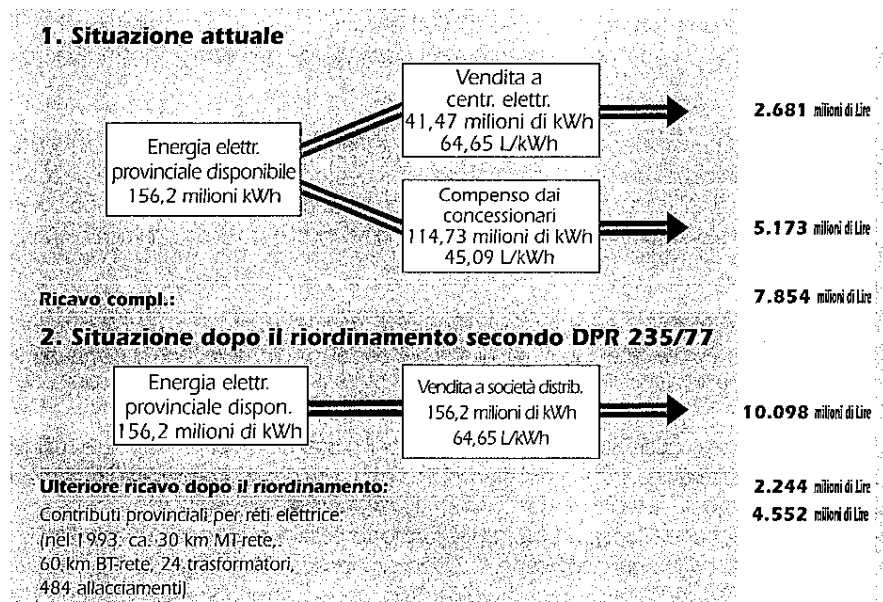 1. Situazione attuale
Energia elettr.
provinciale disponibile
156,2 milioni kWh
Vendita a
centr. elettr.
41,47 milioni di kWh
64,65 L/kWh
2.681 milioni di Lire
Compenso dai
concessionari
114,73 milioni di kWh
45,09 L/kWh
5.173 milioni di Lire
Ricavo compl.:
7.854 milioni di Lire
2. Situazione dopo il riordinamento secondo DPR 235/77
Energia elettr.
provinciale dispon.
156,2 milioni di kWh
Vendita a società distrib.
156,2 milioni di kWh
64,65 L/kWh
10.098 milioni di Lire
Ulteriore ricavo dopo il riordinamento:
2.244 milioni di Lire
Contributi provinciali per reti elettrice:
4.552 milioni di Lire
(nel 1993 ca. 30 km MT-rete,
60 km BT-rete, 24 trasformatori,
484 allacciamenti)